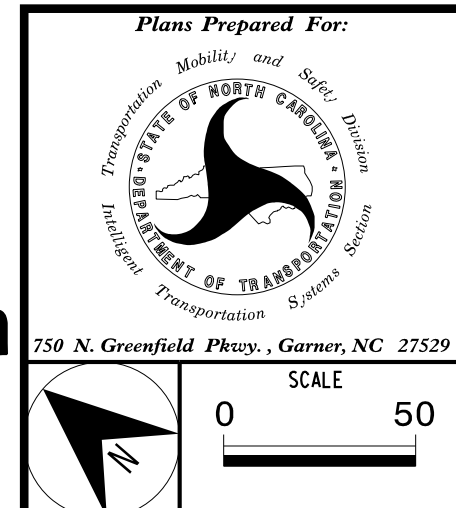 Plans Prepared For:
Transportation Mobility and Safety Division
STATE OF NORTH CAROLINA
DEPARTMENT OF TRANSPORTATION
Intelligent Transportation Systems Section
750 N. Greenfield Pkwy. , Garner, NC 27529
SCALE
0 50
N